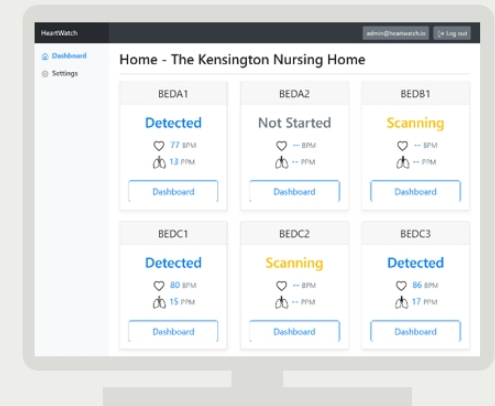 HeartWatch
admin@heartwatch.io
Log out
Dashboard
Settings
Home - The Kensington Nursing Home
BEDA1
Detected
77 BPM
13 PPM
Dashboard
BEDA2
Not Started
-- BPM
-- PPM
Dashboard
BEDB1
Scanning
-- BPM
-- PPM
Dashboard
BEDC1
Detected
80 BPM
15 PPM
Dashboard
BEDC2
Scanning
-- BPM
-- PPM
Dashboard
BEDC3
Detected
86 BPM
17 PPM
Dashboard